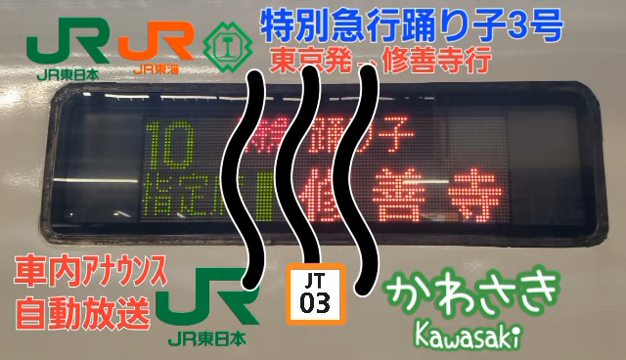 JR JR
JR東日本 JR東海
特別急行踊り子3号
東京発→修善寺行
10 特急 踊り子
指定席 修善寺
車内アナウンス
自動放送
JR
JR東日本
JT
03
かわさき
Kawasaki